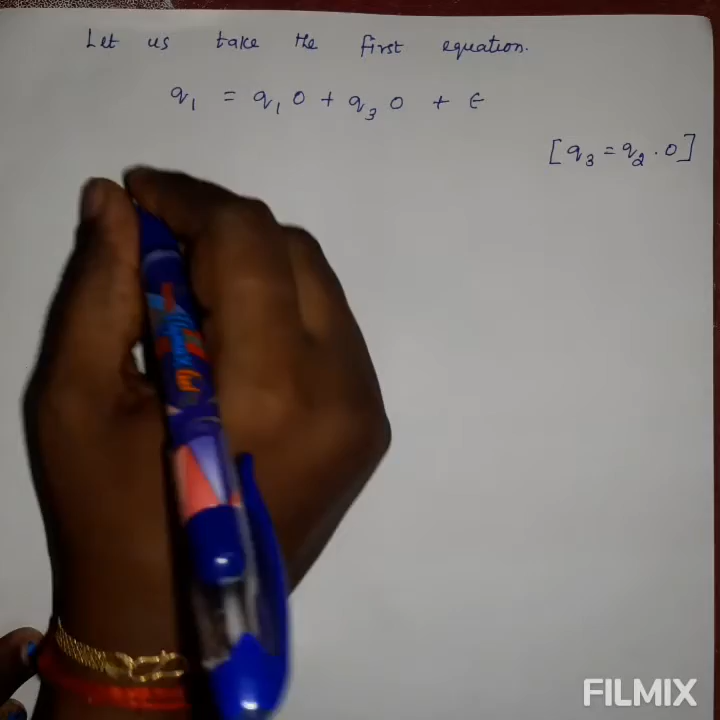 Let us take the first equation.
q₁ = q₁ 0 + q₃ 0 + ϵ
[q₃ = q₂ . 0]
FILMIX